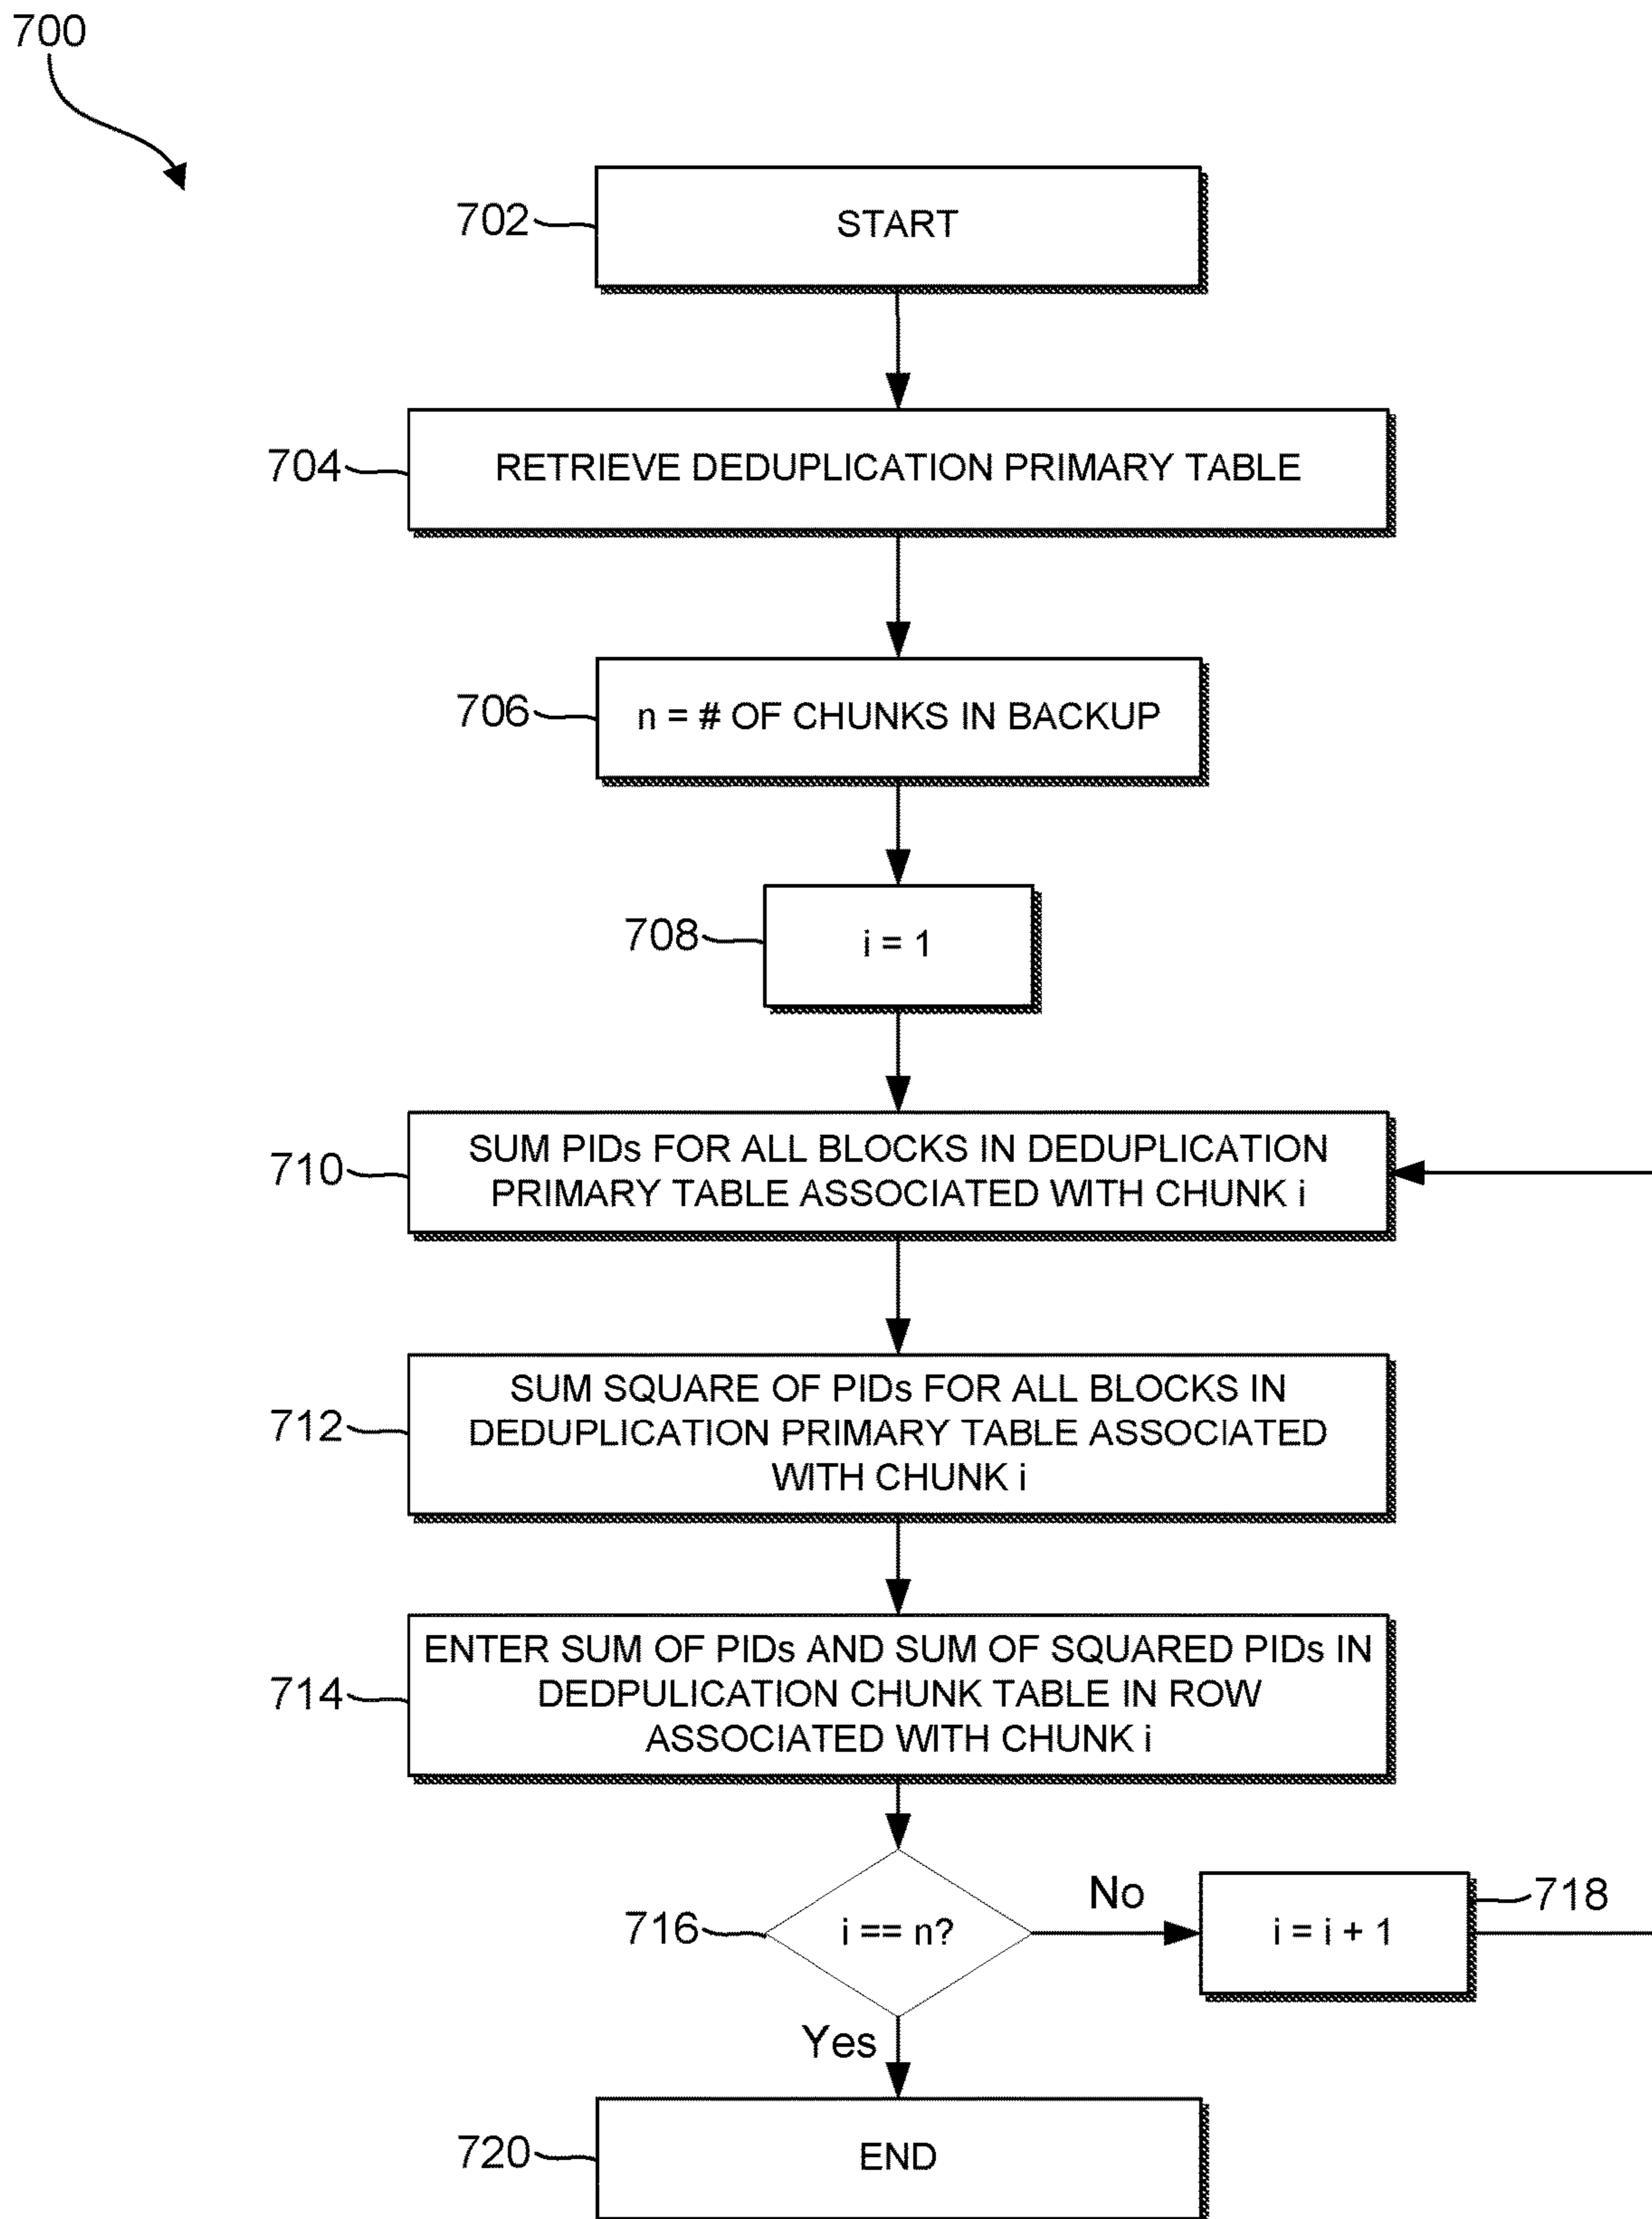 700
702
START
704
RETRIEVE DEDUPLICATION PRIMARY TABLE
706
n = # OF CHUNKS IN BACKUP
708
i = 1
710
SUM PIDs FOR ALL BLOCKS IN DEDUPLICATION
PRIMARY TABLE ASSOCIATED WITH CHUNK i
712
SUM SQUARE OF PIDs FOR ALL BLOCKS IN
DEDUPLICATION PRIMARY TABLE ASSOCIATED
WITH CHUNK i
714
ENTER SUM OF PIDs AND SUM OF SQUARED PIDs IN
DEDPULICATION CHUNK TABLE IN ROW
ASSOCIATED WITH CHUNK i
716
i == n?
No
i = i + 1
718
Yes
720
END